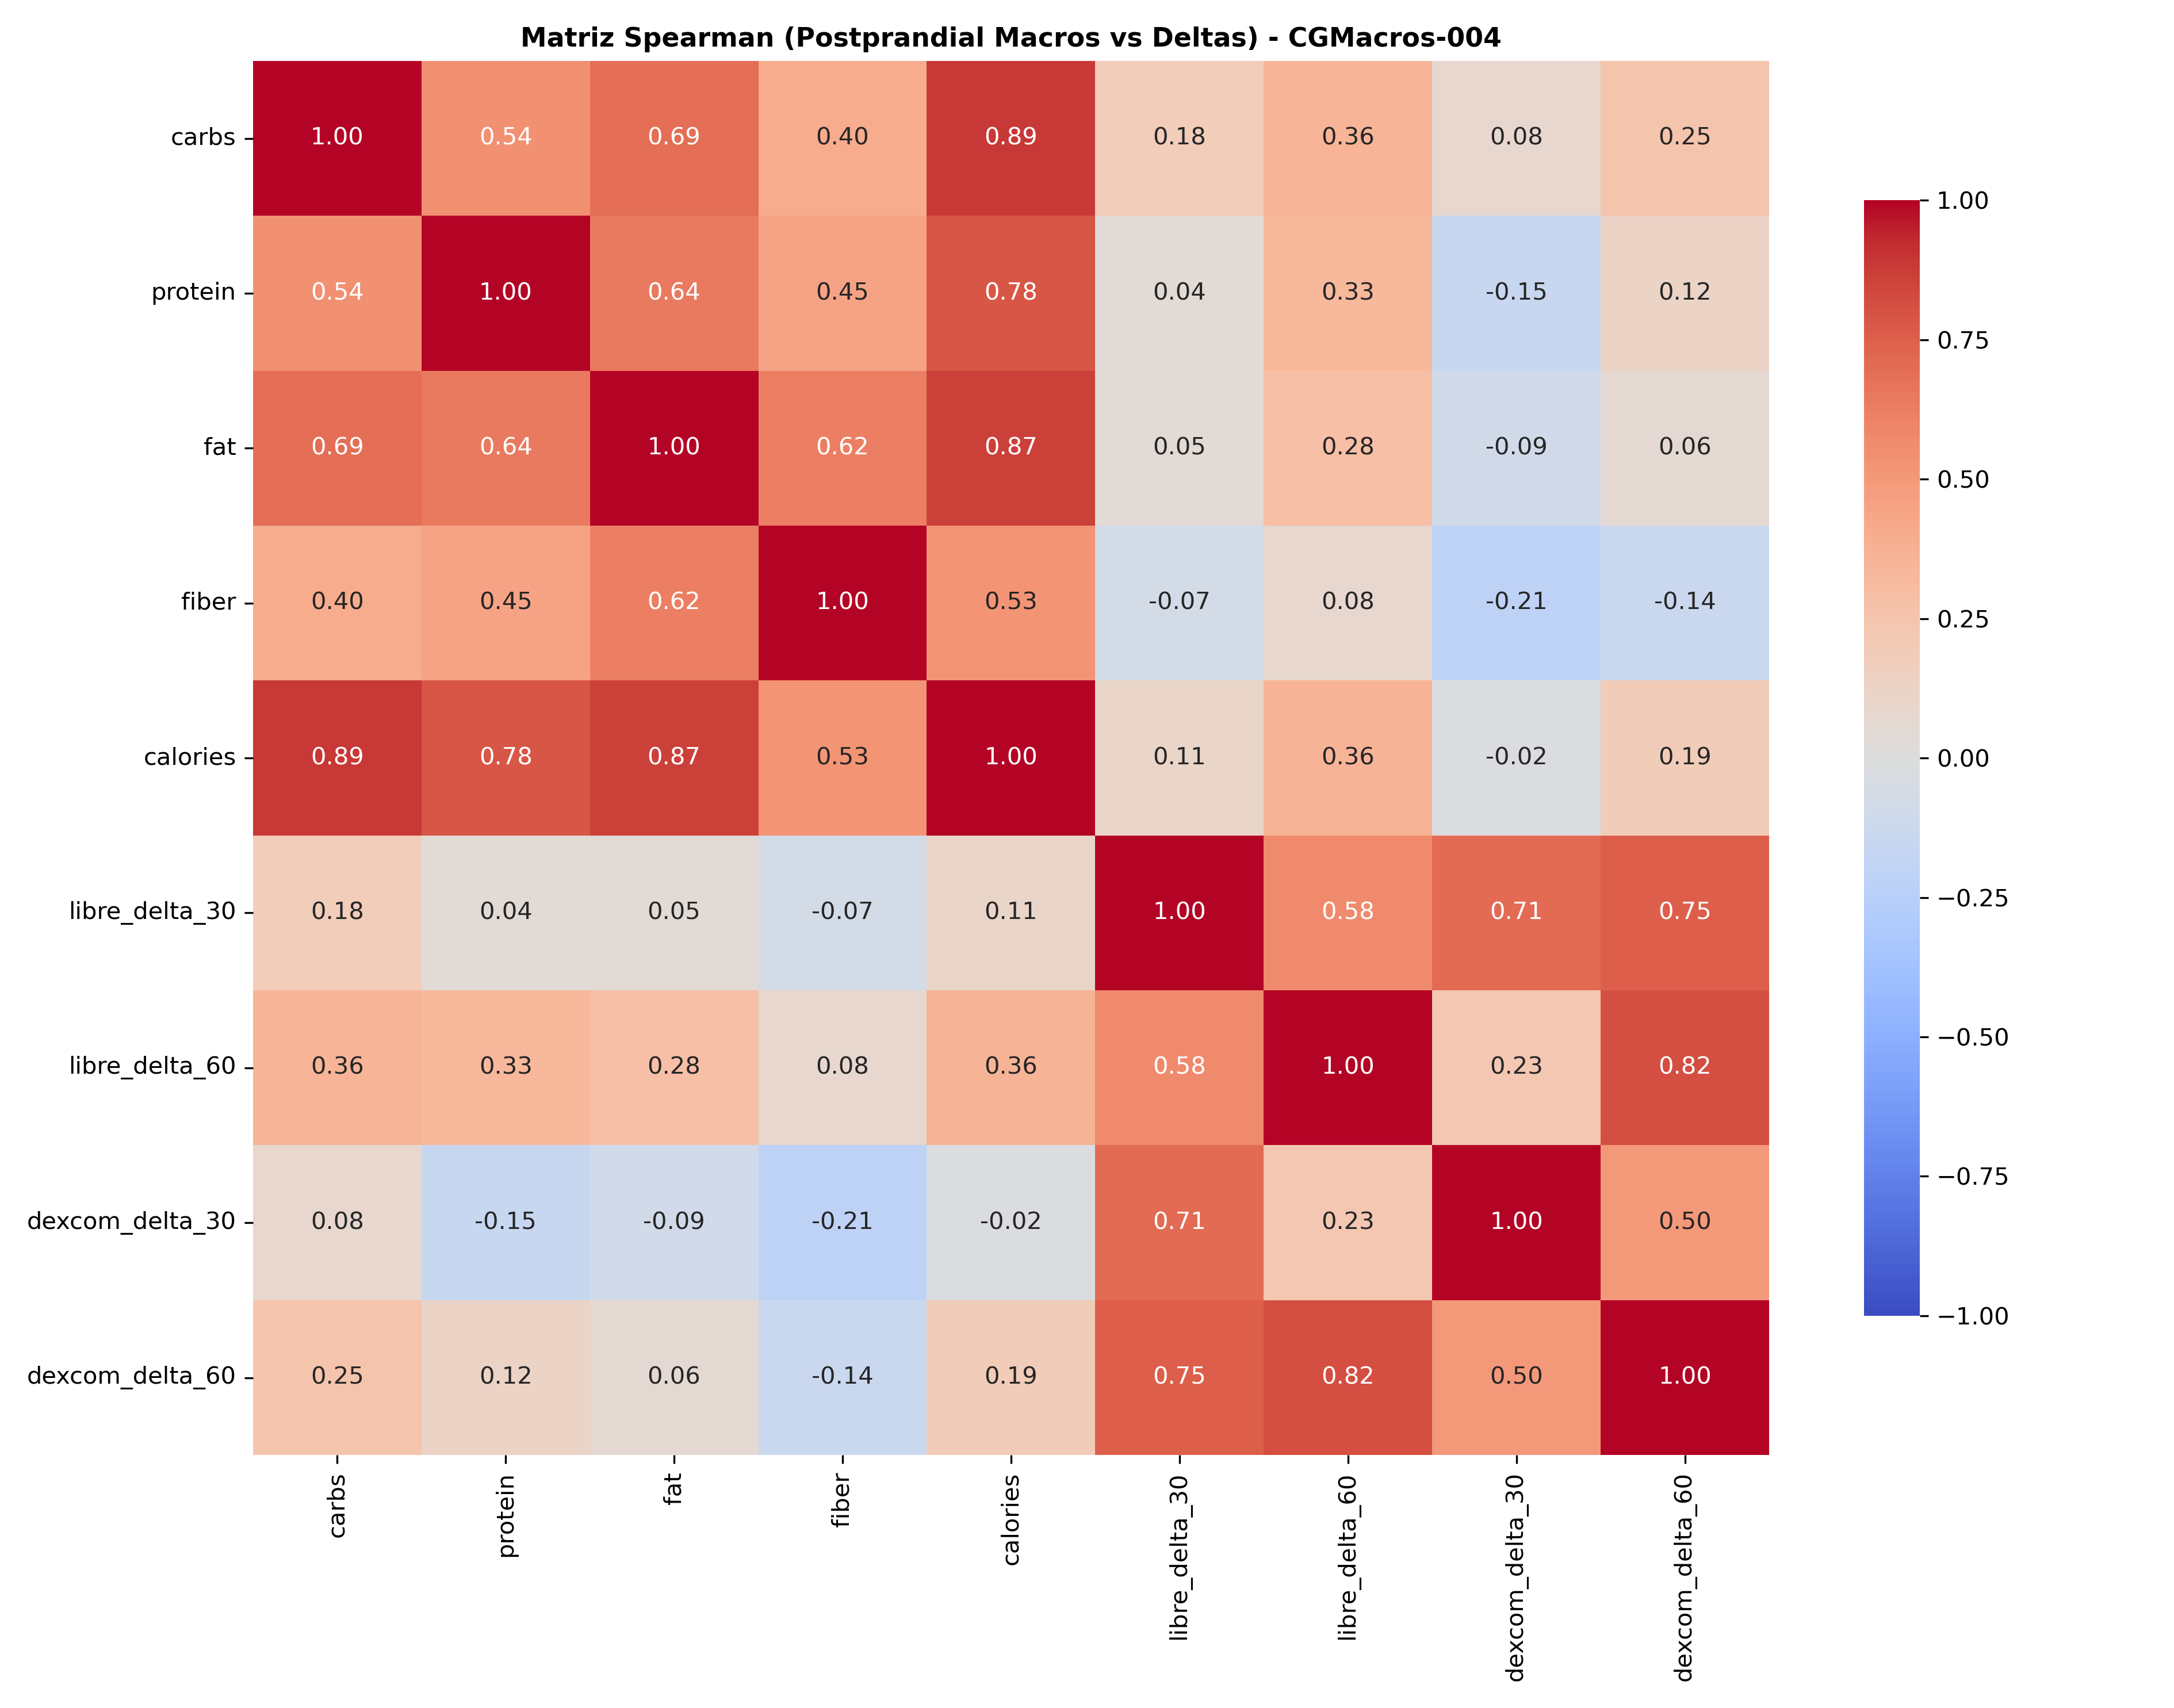 Matriz Spearman (Postprandial Macros vs Deltas) - CGMacros-004
carbs 1.00 0.54 0.69 0.40 0.89 0.18 0.36 0.08 0.25
protein 0.54 1.00 0.64 0.45 0.78 0.04 0.33 -0.15 0.12
fat 0.69 0.64 1.00 0.62 0.87 0.05 0.28 -0.09 0.06
fiber 0.40 0.45 0.62 1.00 0.53 -0.07 0.08 -0.21 -0.14
calories 0.89 0.78 0.87 0.53 1.00 0.11 0.36 -0.02 0.19
libre_delta_30 0.18 0.04 0.05 -0.07 0.11 1.00 0.58 0.71 0.75
libre_delta_60 0.36 0.33 0.28 0.08 0.36 0.58 1.00 0.23 0.82
dexcom_delta_30 0.08 -0.15 -0.09 -0.21 -0.02 0.71 0.23 1.00 0.50
dexcom_delta_60 0.25 0.12 0.06 -0.14 0.19 0.75 0.82 0.50 1.00
carbs
protein
fat
fiber
calories
libre_delta_30
libre_delta_60
dexcom_delta_30
dexcom_delta_60
1.00
0.75
0.50
0.25
0.00
−0.25
−0.50
−0.75
−1.00